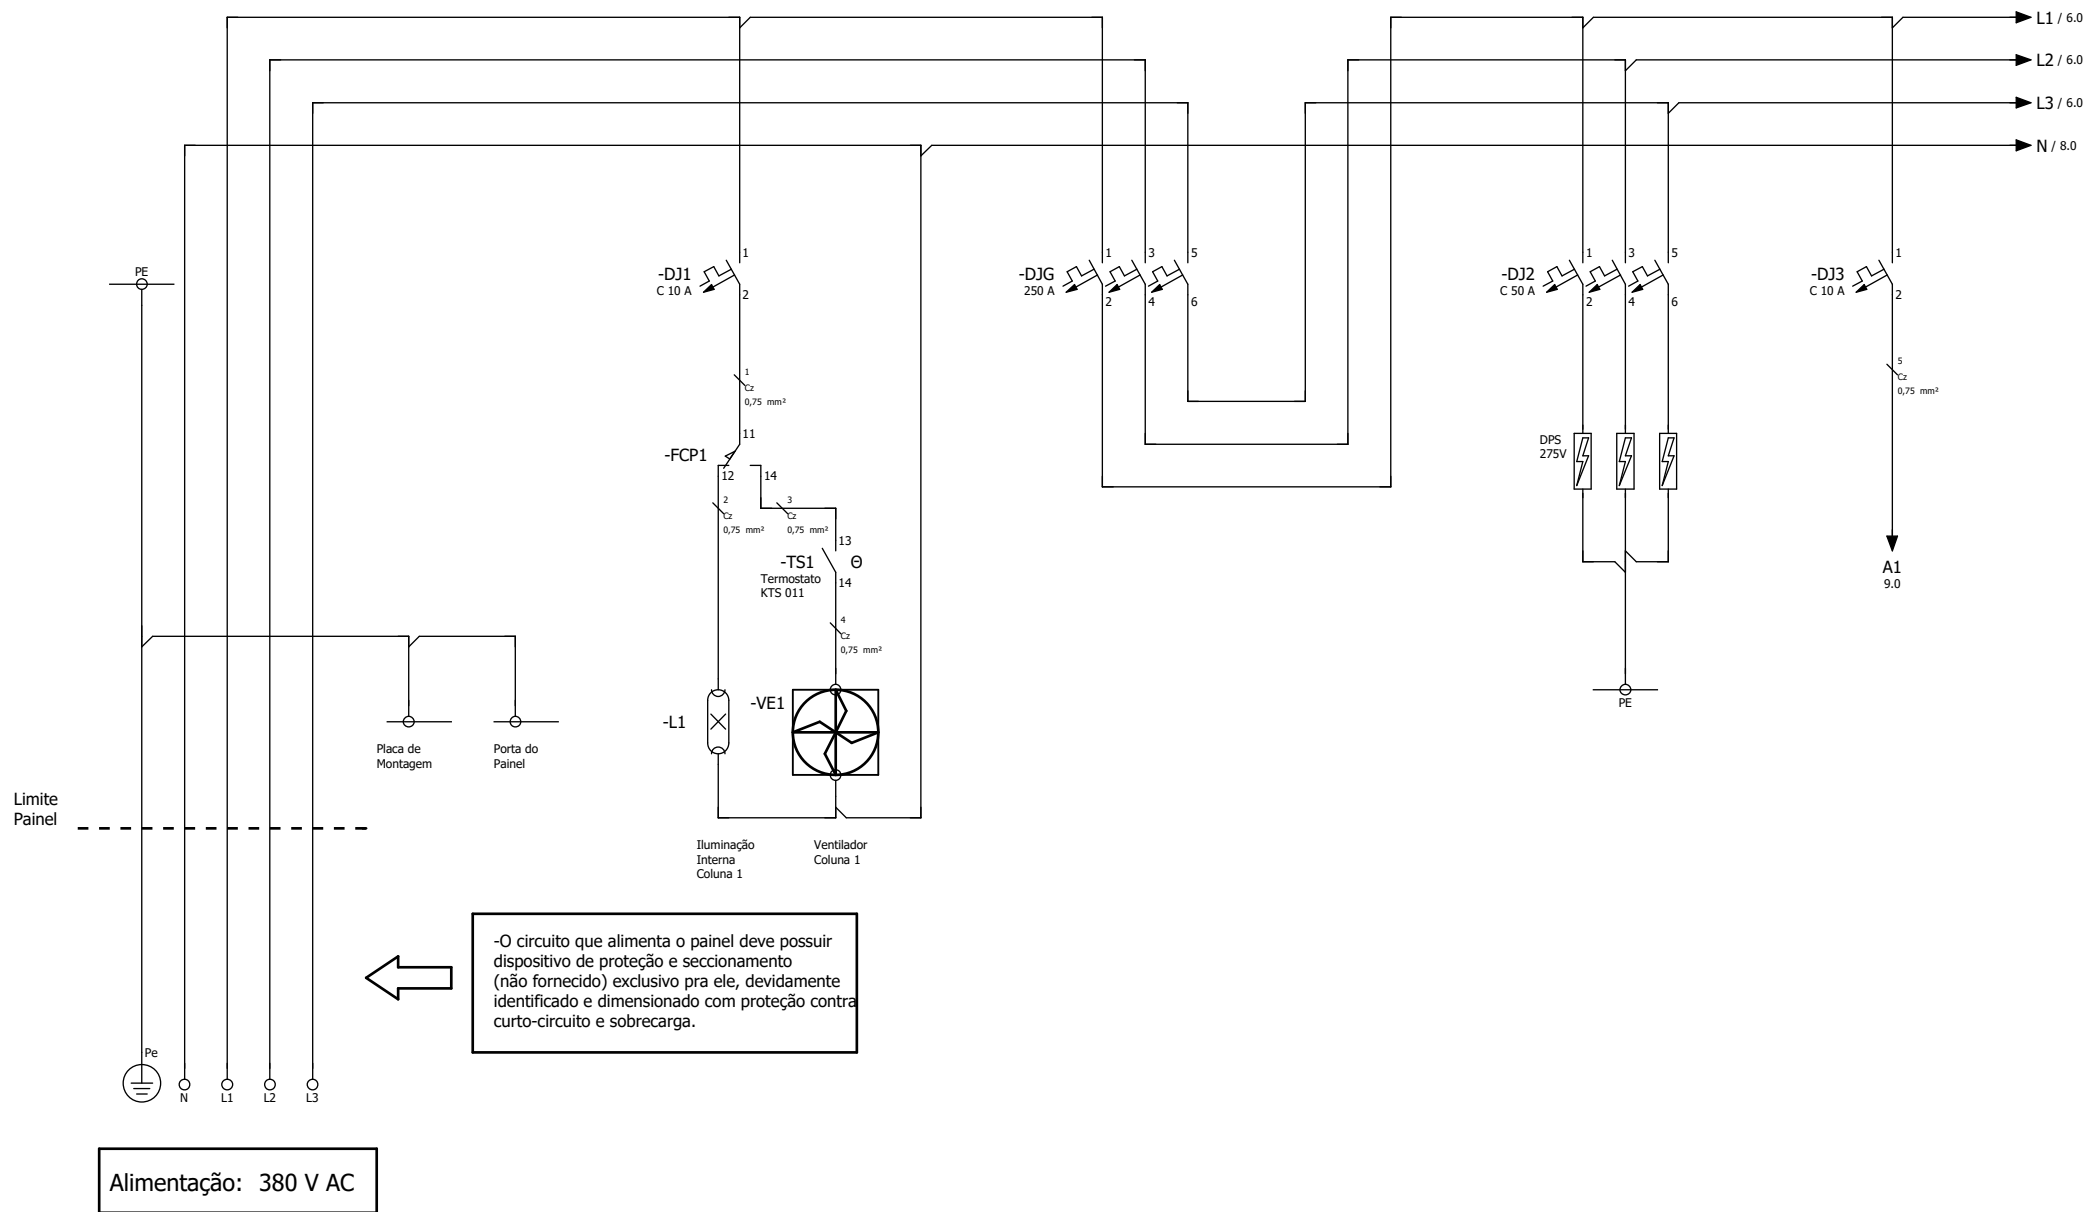 L1 / 6.0
L2 / 6.0
L3 / 6.0
N / 8.0
PE
-DJ1
C 10 A
1
2
-DJG
250 A
1
3
5
2
4
6
-DJ2
C 50 A
1
3
5
2
4
6
-DJ3
C 10 A
1
2
1
Cz
0,75 mm²
5
Cz
0,75 mm²
-FCP1
11
12
14
2
Cz
0,75 mm²
3
Cz
0,75 mm²
DPS
275V
-TS1
Termostato
KTS 011
13
Θ
14
A1
9.0
4
Cz
0,75 mm²
-L1
-VE1
PE
Placa de
Montagem
Porta do
Painel
Limite
Painel
Iluminação
Interna
Coluna 1
Ventilador
Coluna 1
-O circuito que alimenta o painel deve possuir
dispositivo de proteção e seccionamento
(não fornecido) exclusivo pra ele, devidamente
identificado e dimensionado com proteção contra
curto-circuito e sobrecarga.
Pe
N
L1
L2
L3
Alimentação: 380 V AC